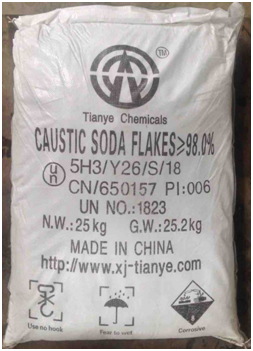 TM
Tianye Chemicals
CAUSTIC SODA FLAKES≥98.0%
un 5H3/Y26/S/18
CN/650157 PI:006
UN NO.:1823
N.W.:25kg G.W.:25.2kg
MADE IN CHINA
http://www.xj-tianye.com
Use no hook Fear to wet Corrosive